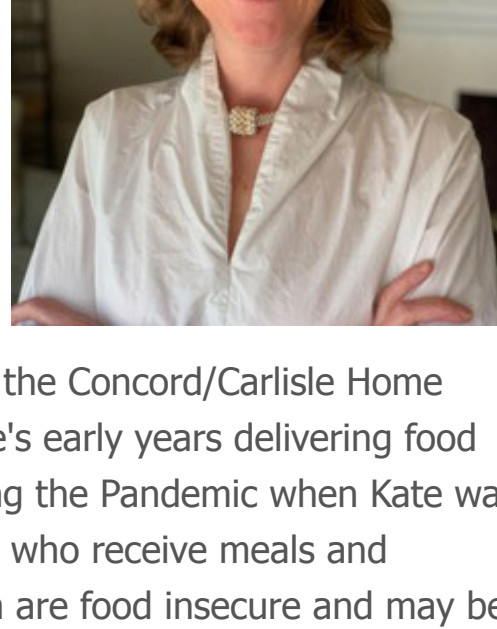 the Concord/Carlisle Home
e's early years delivering food
ng the Pandemic when Kate wa
who receive meals and
are food insecure and may be